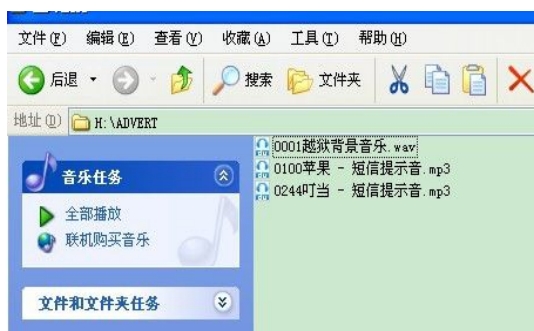 文件(F) 编辑(E) 查看(V) 收藏(A) 工具(T) 帮助(H)
后退 搜索 文件夹
地址(D) H:\ADVERT
0001越狱背景音乐.wav
0100苹果 - 短信提示音.mp3
0244叮当 - 短信提示音.mp3
音乐任务
全部播放
联机购买音乐
文件和文件夹任务